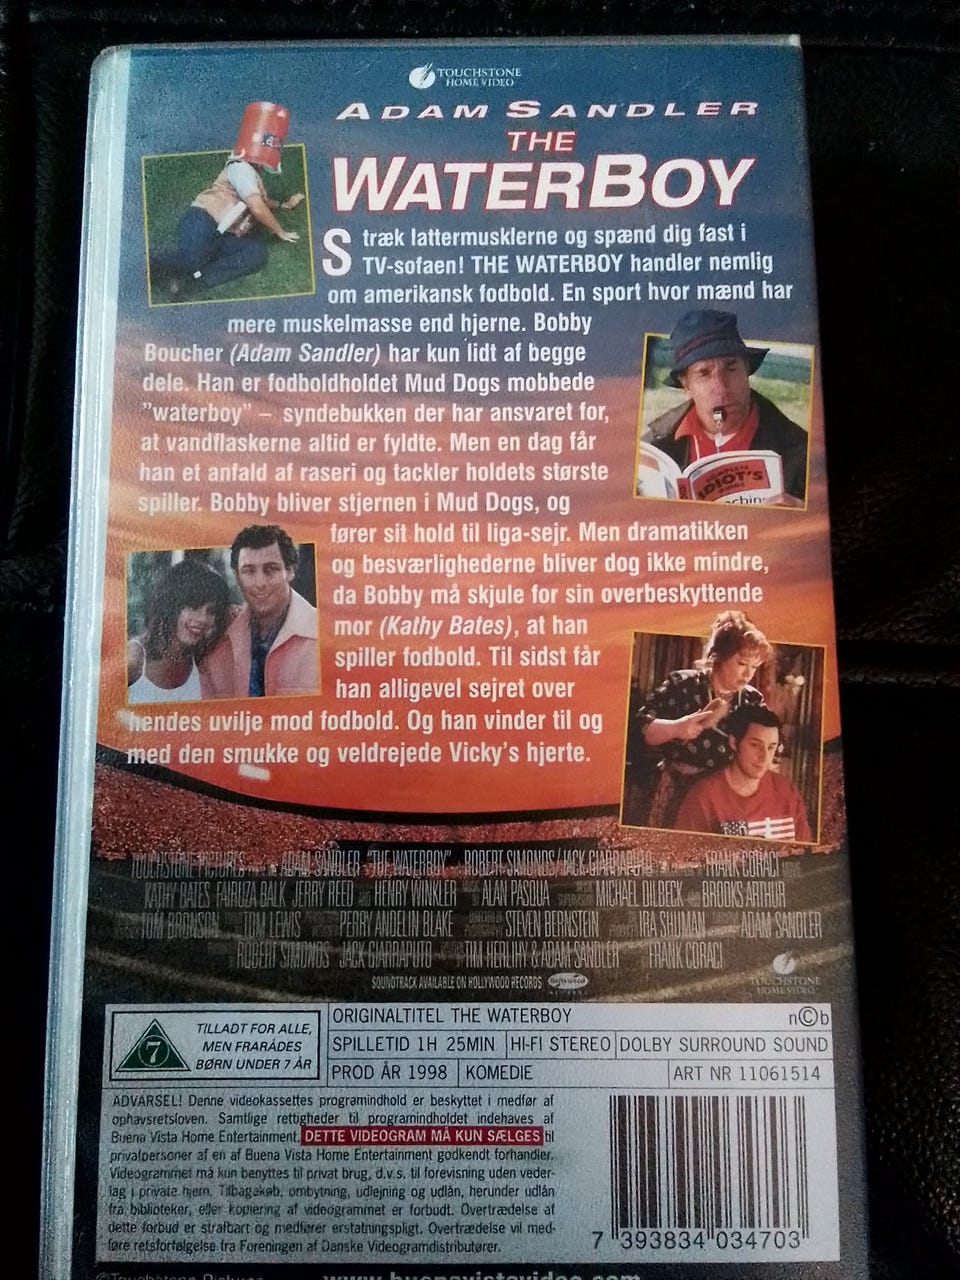 TOUCHSTONE
HOME VIDEO
ADAM SANDLER
THE
WATERBOY
Stræk lattermusklerne og spænd dig fast i
TV-sofaen! THE WATERBOY handler nemlig
om amerikansk fodbold. En sport hvor mænd har
mere muskelmasse end hjerne. Bobby
Boucher (Adam Sandler) har kun lidt af begge
dele. Han er fodboldholdet Mud Dogs mobbede
”waterboy” – syndebukken der har ansvaret for,
at vandflaskerne altid er fyldte. Men en dag får
han et anfald af raseri og tackler holdets største
spiller. Bobby bliver stjernen i Mud Dogs, og
fører sit hold til liga-sejr. Men dramatikken
og besværlighederne bliver dog ikke mindre,
da Bobby må skjule for sin overbeskyttende
mor (Kathy Bates), at han
spiller fodbold. Til sidst får
han alligevel sejret over
hendes uvilje mod fodbold. Og han vinder til og
med den smukke og veldrejede Vicky's hjerte.
COMPLETE
IDIOT'S
GUIDE
TOUCHSTONE PICTURES ADAM SANDLER "THE WATERBOY" ROBERT SIMONDS/JACK GIARRAPUTO FRANK CORACI
KATHY BATES FAIRUZA BALK JERRY REED AND HENRY WINKLER MUSIC BY ALAN PASQUA MUSIC SUPERVISION MICHAEL DILBECK AND BROOKS ARTHUR
TOM BRONSON TOM LEWIS PERRY ANDELIN BLAKE STEVEN BERNSTEIN IRA SHUMAN ADAM SANDLER
ROBERT SIMONDS JACK GIARRAPUTO TIM HERLIHY & ADAM SANDLER FRANK CORACI
SOUNDTRACK AVAILABLE ON HOLLYWOOD RECORDS
TOUCHSTONE
HOME VIDEO
7
TILLADT FOR ALLE,
MEN FRARÅDES
BØRN UNDER 7 ÅR
ORIGINALTITEL THE WATERBOY n©b
SPILLETID 1H 25MIN HI-FI STEREO DOLBY SURROUND SOUND
PROD ÅR 1998 KOMEDIE ART NR 11061514
ADVARSEL! Denne videokassettes programindhold er beskyttet i medfør af
ophavsretsloven. Samtlige rettigheder til programindholdet indehaves af
Buena Vista Home Entertainment. DETTE VIDEOGRAM MÅ KUN SÆLGES til
privatpersoner af en af Buena Vista Home Entertainment godkendt forhandler.
Videogrammet må kun benyttes til privat brug, d.v.s. til forevisning uden veder-
lag i private hjem. Tilbagekøb, ombytning, udlejning og udlån, herunder udlån
fra biblioteker, eller kopiering af videogrammet er forbudt. Overtrædelse af
dette forbud er strafbart og medfører erstatningspligt. Overtrædelse vil med-
føre retsforfølgelse fra Foreningen af Danske Videogramdistributører.
7 393834 034703
©Touchstone Pictures
www.buenavistavideo.com